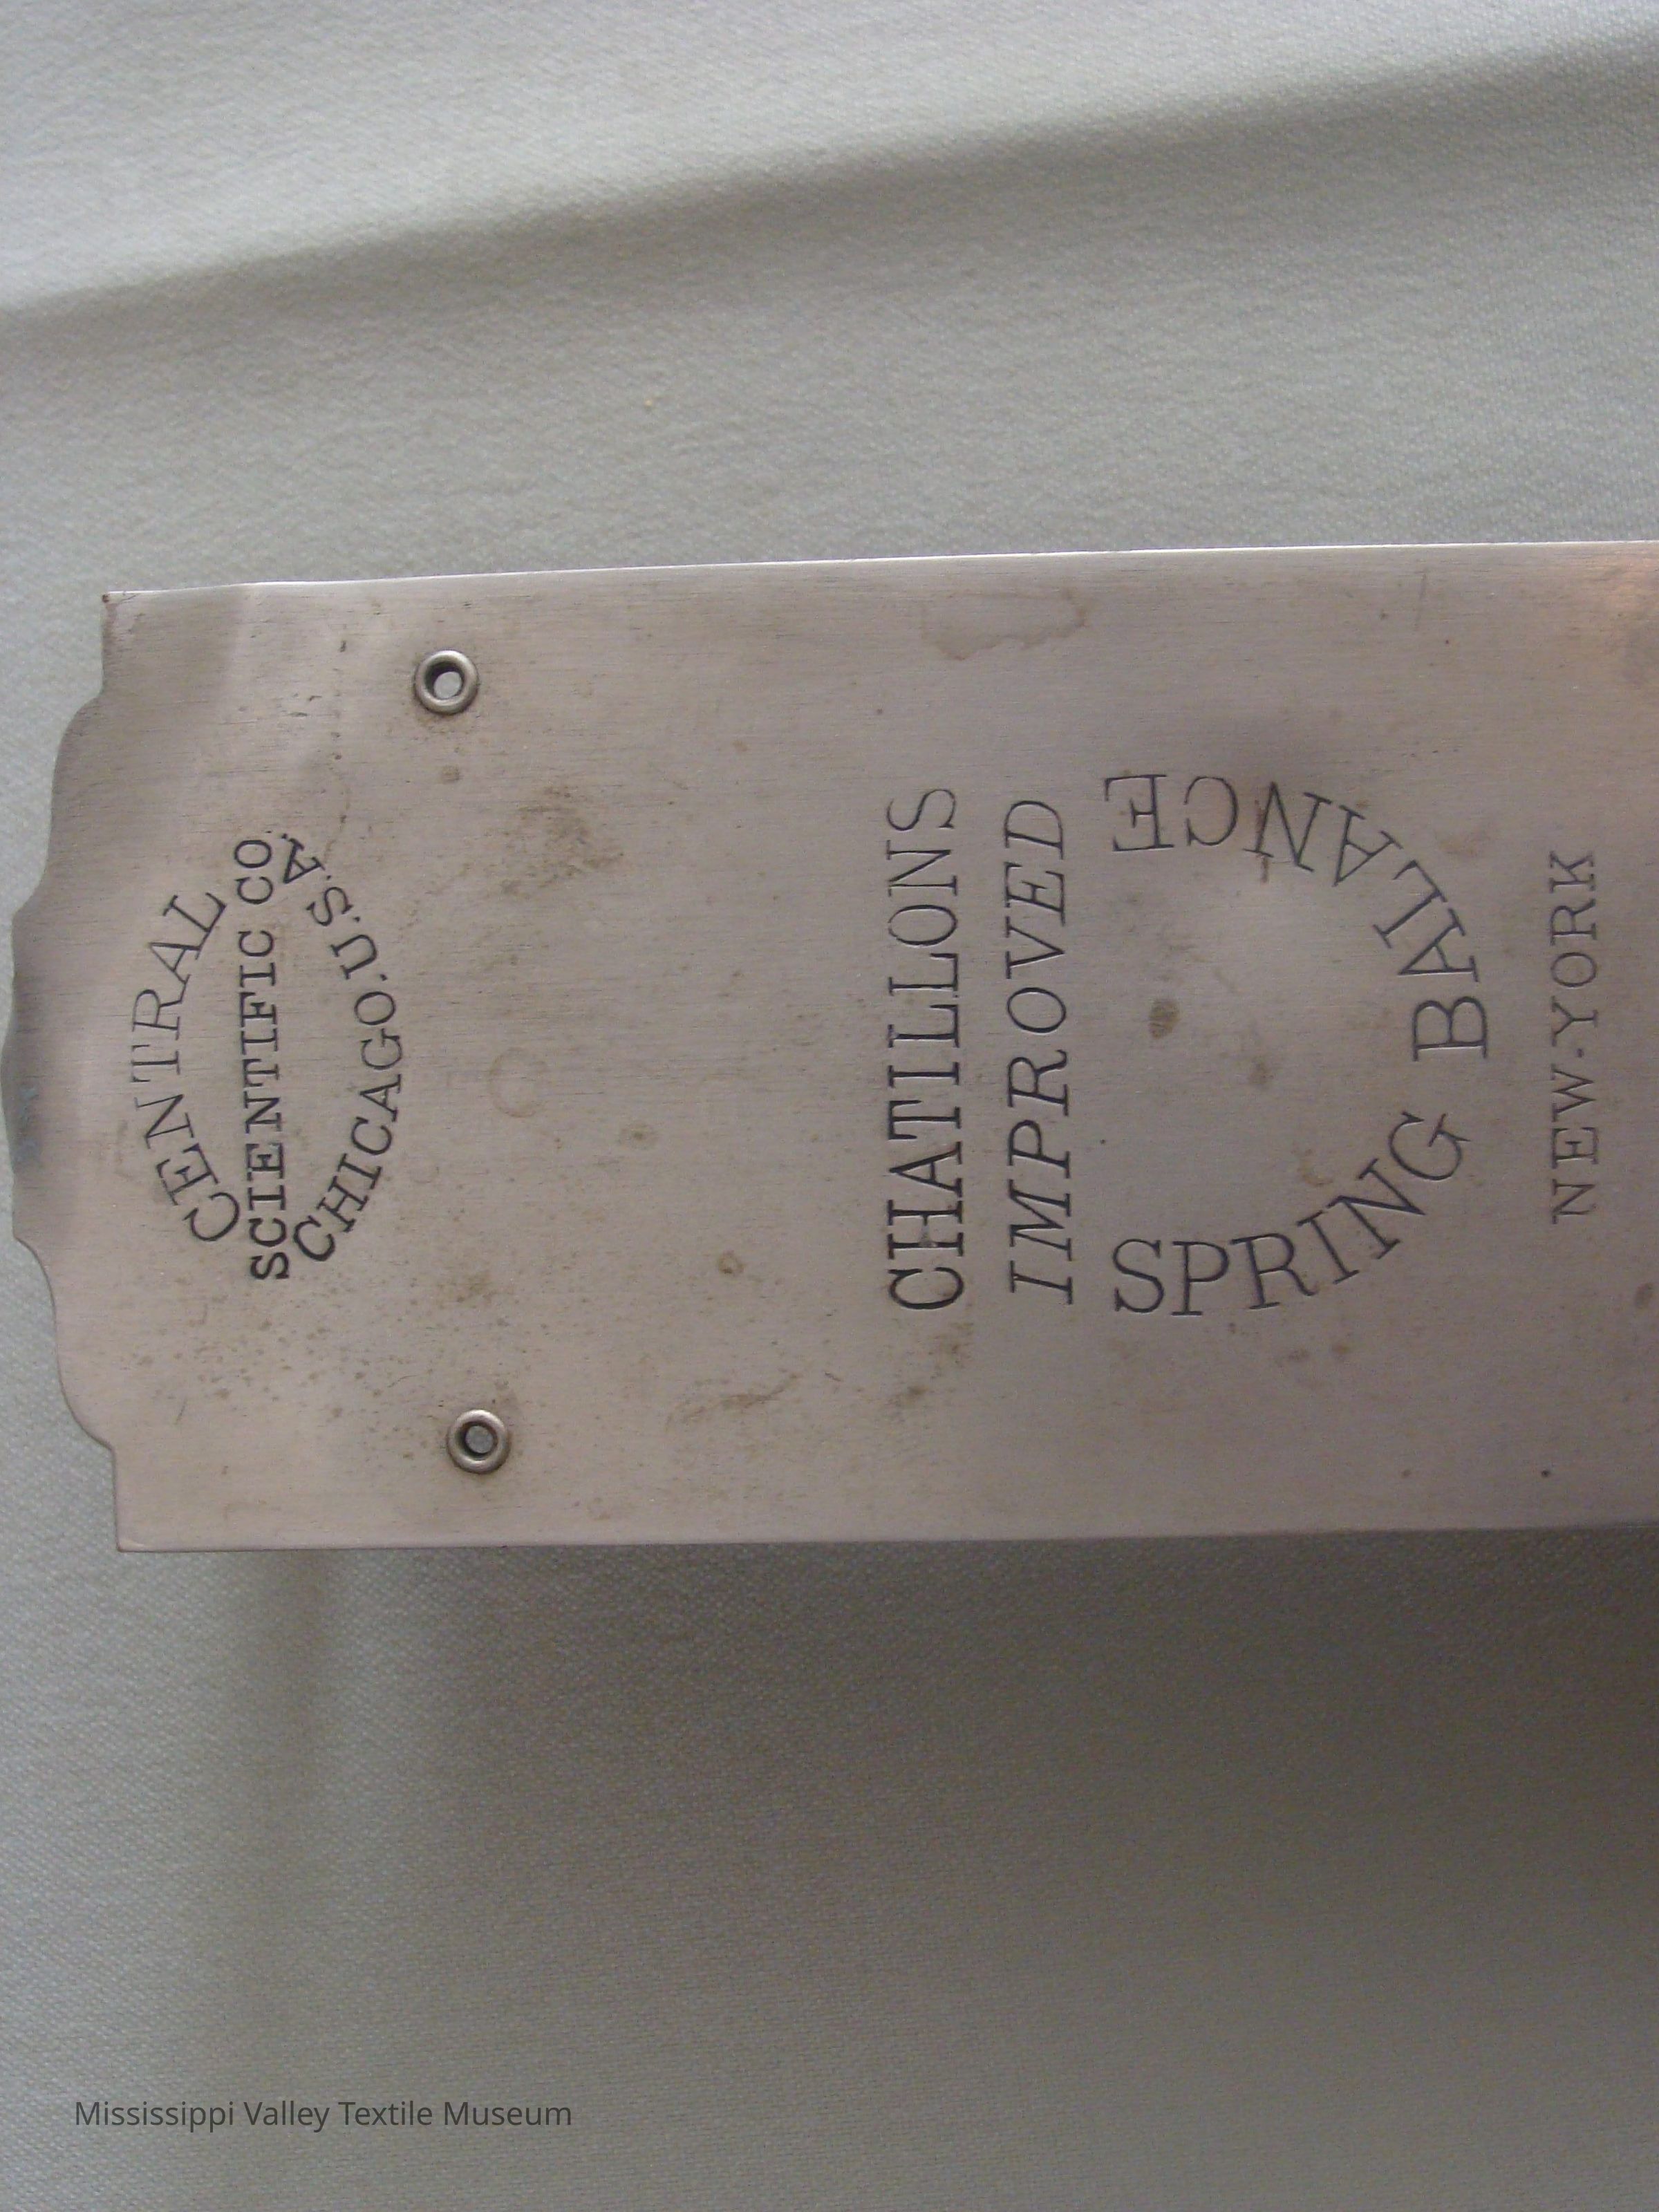 CENTRAL
SCIENTIFIC CO.
CHICAGO.U.S.A
CHATILLONS
IMPROVED
SPRING BALANCE
NEW-YORK
Mississippi Valley Textile Museum